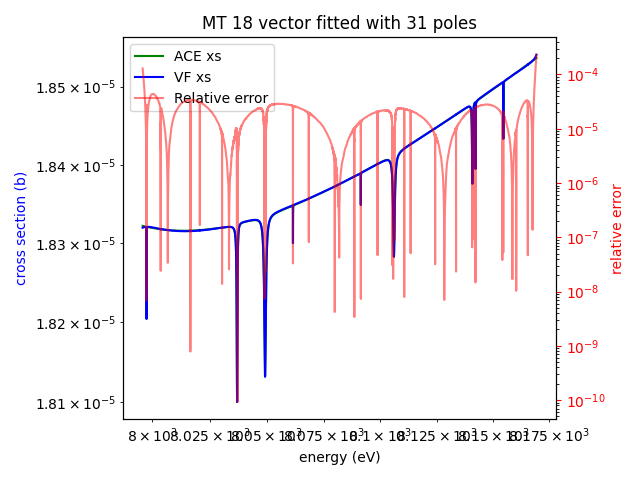 MT 18 vector fitted with 31 poles
ACE xs
VF xs
Relative error
1.85 × 10⁻⁵
1.84 × 10⁻⁵
1.83 × 10⁻⁵
1.82 × 10⁻⁵
1.81 × 10⁻⁵
cross section (b)
10⁻⁴
10⁻⁵
10⁻⁶
10⁻⁷
10⁻⁸
10⁻⁹
10⁻¹⁰
relative error
8 × 10³ 8.025 × 10³ 8.05 × 10³ 8.075 × 10³ 8.1 × 10³ 8.125 × 10³ 8.15 × 10³ 8.175 × 10³
energy (eV)